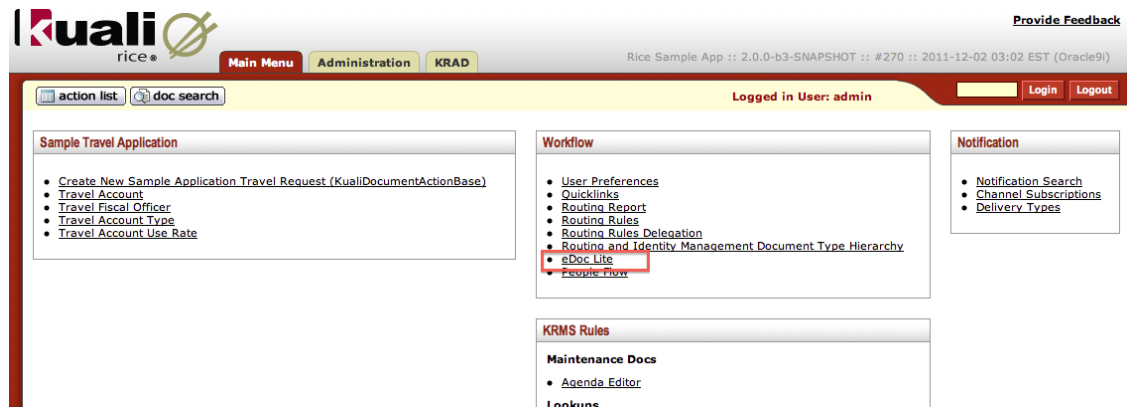 Kuali
rice
Provide Feedback
Main Menu
Administration
KRAD
Rice Sample App :: 2.0.0-b3-SNAPSHOT :: #270 :: 2011-12-02 03:02 EST (Oracle9i)
action list
doc search
Logged in User: admin
Login
Logout
Sample Travel Application
Create New Sample Application Travel Request (KualiDocumentActionBase)
Travel Account
Travel Fiscal Officer
Travel Account Type
Travel Account Use Rate
Workflow
User Preferences
Quicklinks
Routing Report
Routing Rules
Routing Rules Delegation
Routing and Identity Management Document Type Hierarchy
eDoc Lite
People Flow
Notification
Notification Search
Channel Subscriptions
Delivery Types
KRMS Rules
Maintenance Docs
Agenda Editor
Lookups